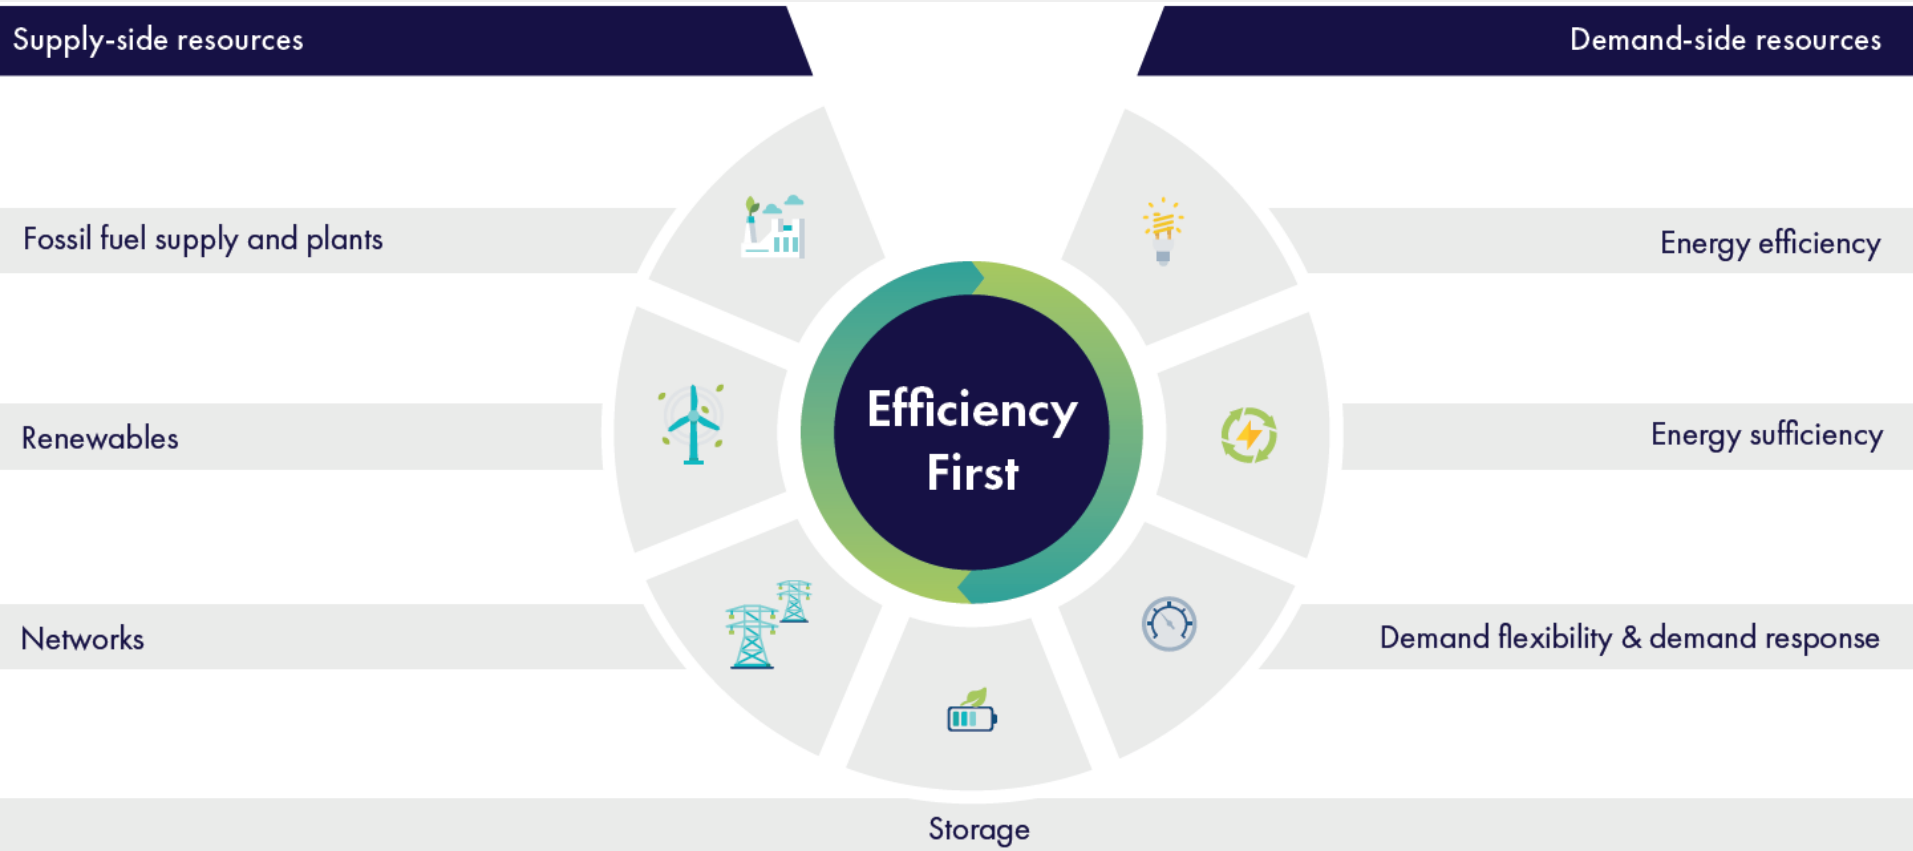 Supply-side resources
Demand-side resources
Fossil fuel supply and plants
Energy efficiency
Efficiency
First
Renewables
Energy sufficiency
Networks
Demand flexibility & demand response
Storage